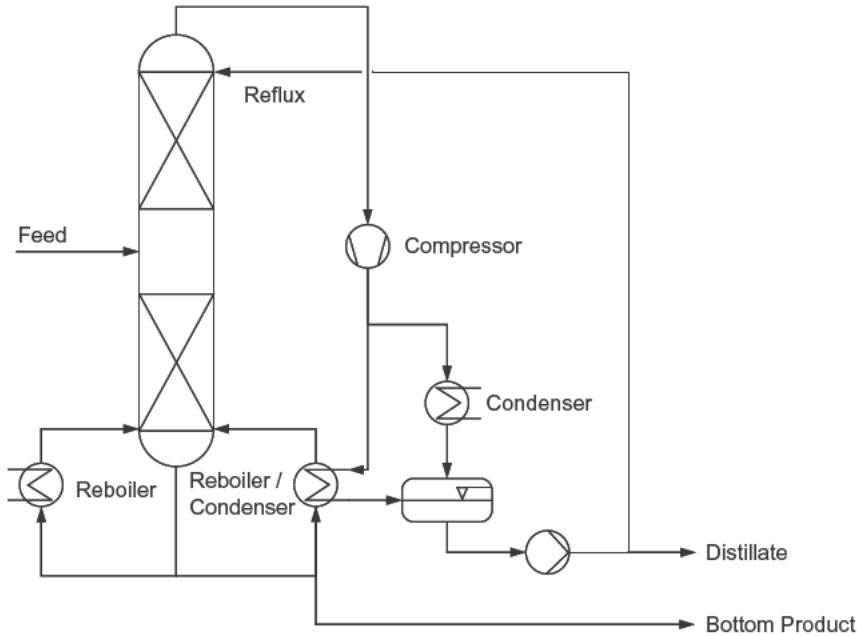 Reflux
Feed
Compressor
Condenser
Reboiler
Reboiler /
Condenser
Distillate
Bottom Product